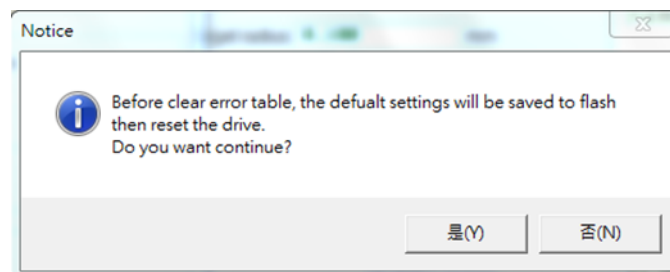 Notice
Before clear error table, the defualt settings will be saved to flash
then reset the drive.
Do you want continue?
是(Y)
否(N)